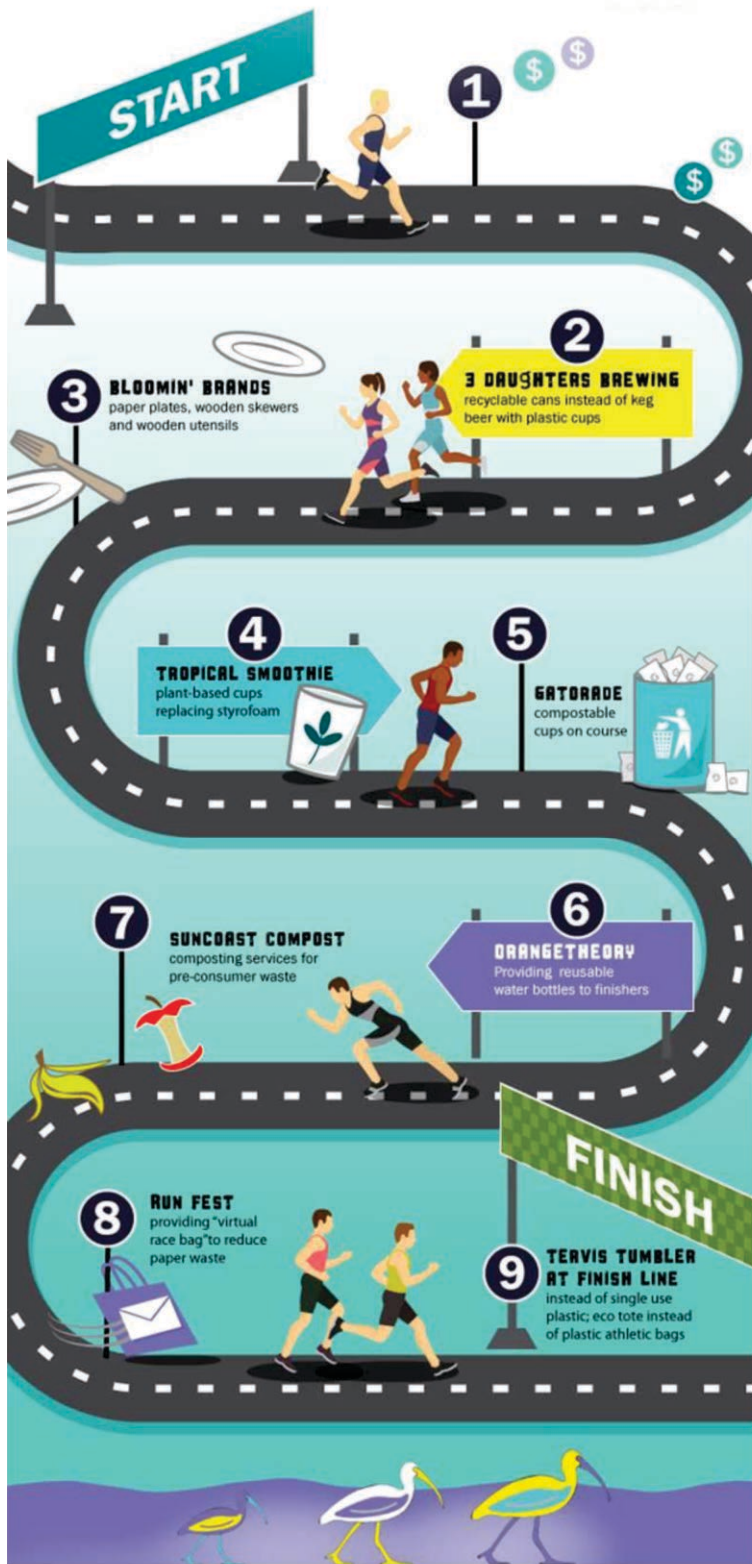 START
1
$
$
$
$
2
3 DAUGHTERS BREWING
recyclable cans instead of keg
beer with plastic cups
3
BLOOMIN' BRANDS
paper plates, wooden skewers
and wooden utensils
4
TROPICAL SMOOTHIE
plant-based cups
replacing styrofoam
5
GATORADE
compostable
cups on course
6
ORANGETHEORY
Providing reusable
water bottles to finishers
7
SUNCOAST COMPOST
composting services for
pre-consumer waste
FINISH
8
RUN FEST
providing "virtual
race bag"to reduce
paper waste
9
TERVIS TUMBLER
AT FINISH LINE
instead of single use
plastic; eco tote instead
of plastic athletic bags